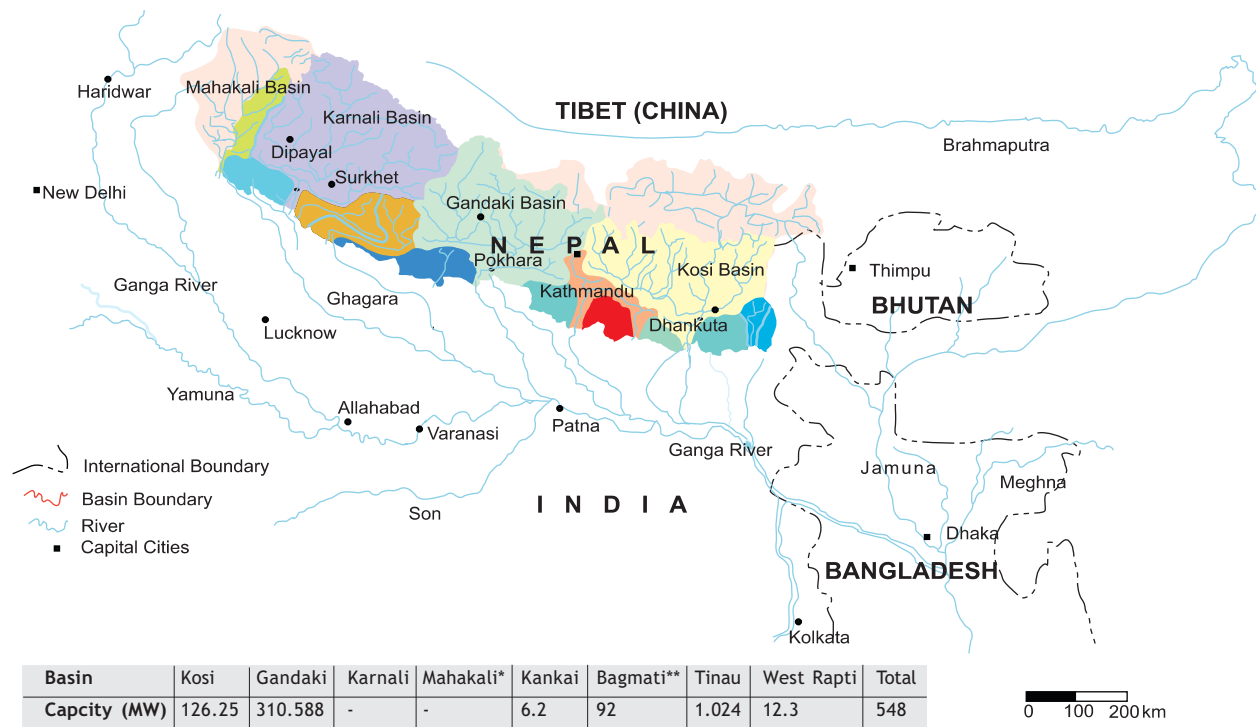 TIBET (CHINA)
Haridwar
Mahakali Basin
Karnali Basin
Brahmaputra
Dipayal
Surkhet
New Delhi
Gandaki Basin
N E P A L
Pokhara
Kosi Basin
Thimpu
Ganga River
Ghagara
Kathmandu
BHUTAN
Lucknow
Dhankuta
Yamuna
Allahabad
Varanasi
Patna
Ganga River
International Boundary
Jamuna
Meghna
Basin Boundary
River
Son
I N D I A
Capital Cities
Dhaka
BANGLADESH
Kolkata
Basin Kosi Gandaki Karnali Mahakali* Kankai Bagmati** Tinau West Rapti Total
Capcity (MW) 126.25 310.588 - - 6.2 92 1.024 12.3 548
0 100 200 km